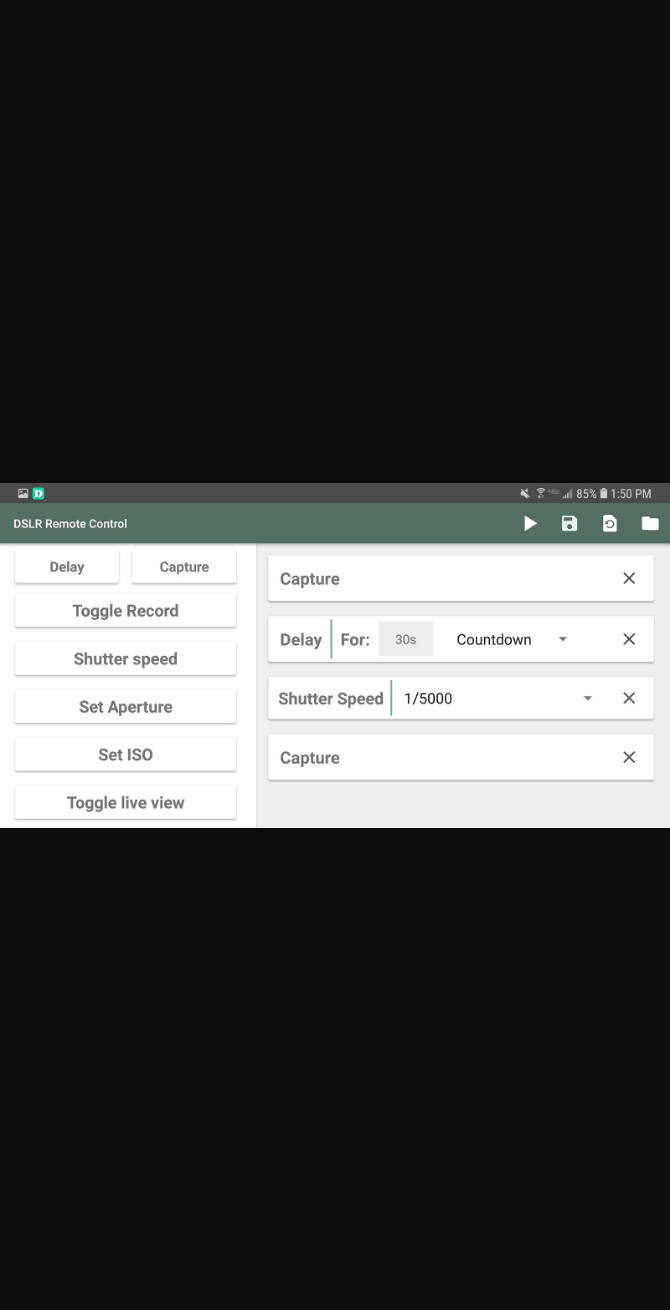 D 85% 1:50 PM
DSLR Remote Control
Delay Capture
Toggle Record
Shutter speed
Set Aperture
Set ISO
Toggle live view
Capture
Delay For: 30s Countdown
Shutter Speed 1/5000
Capture